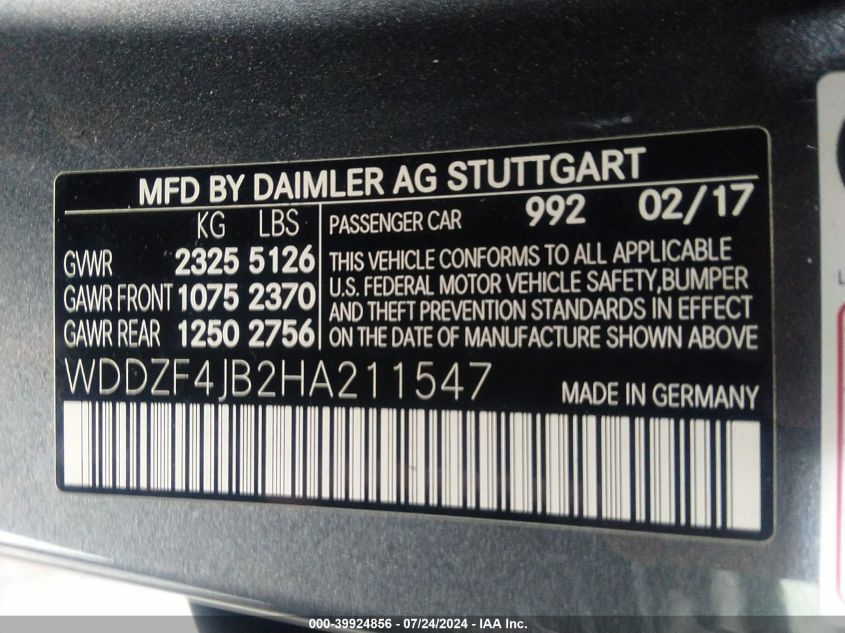 MFD BY DAIMLER AG STUTTGART
KG LBS
GVWR 2325 5126
GAWR FRONT 1075 2370
GAWR REAR 1250 2756
PASSENGER CAR 992 02/17
THIS VEHICLE CONFORMS TO ALL APPLICABLE
U.S. FEDERAL MOTOR VEHICLE SAFETY,BUMPER
AND THEFT PREVENTION STANDARDS IN EFFECT
ON THE DATE OF MANUFACTURE SHOWN ABOVE
WDDZF4JB2HA211547 MADE IN GERMANY
000-39924856 / 07/24/2024 - IAA Inc.